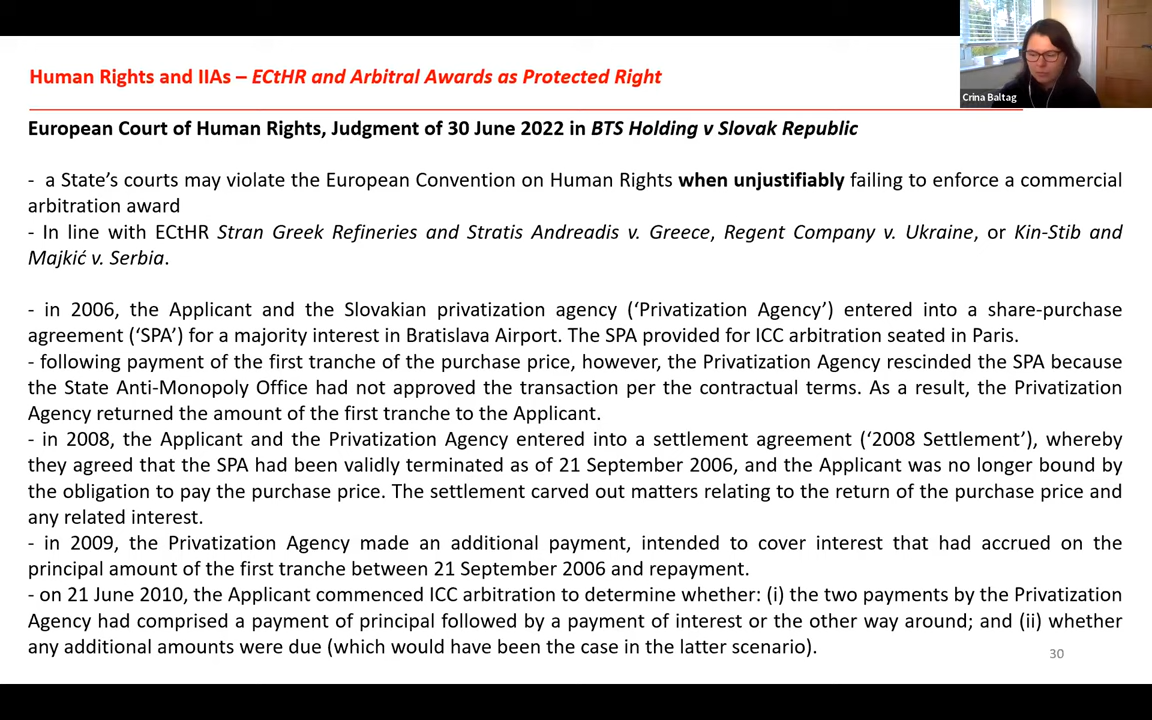 Human Rights and IIAs – ECtHR and Arbitral Awards as Protected Right
Crina Baltag
European Court of Human Rights, Judgment of 30 June 2022 in BTS Holding v Slovak Republic
- a State’s courts may violate the European Convention on Human Rights when unjustifiably failing to enforce a commercial
arbitration award
- In line with ECtHR Stran Greek Refineries and Stratis Andreadis v. Greece, Regent Company v. Ukraine, or Kin-Stib and
Majkić v. Serbia.
- in 2006, the Applicant and the Slovakian privatization agency (‘Privatization Agency’) entered into a share-purchase
agreement (‘SPA’) for a majority interest in Bratislava Airport. The SPA provided for ICC arbitration seated in Paris.
- following payment of the first tranche of the purchase price, however, the Privatization Agency rescinded the SPA because
the State Anti-Monopoly Office had not approved the transaction per the contractual terms. As a result, the Privatization
Agency returned the amount of the first tranche to the Applicant.
- in 2008, the Applicant and the Privatization Agency entered into a settlement agreement (‘2008 Settlement’), whereby
they agreed that the SPA had been validly terminated as of 21 September 2006, and the Applicant was no longer bound by
the obligation to pay the purchase price. The settlement carved out matters relating to the return of the purchase price and
any related interest.
- in 2009, the Privatization Agency made an additional payment, intended to cover interest that had accrued on the
principal amount of the first tranche between 21 September 2006 and repayment.
- on 21 June 2010, the Applicant commenced ICC arbitration to determine whether: (i) the two payments by the Privatization
Agency had comprised a payment of principal followed by a payment of interest or the other way around; and (ii) whether
any additional amounts were due (which would have been the case in the latter scenario).
30